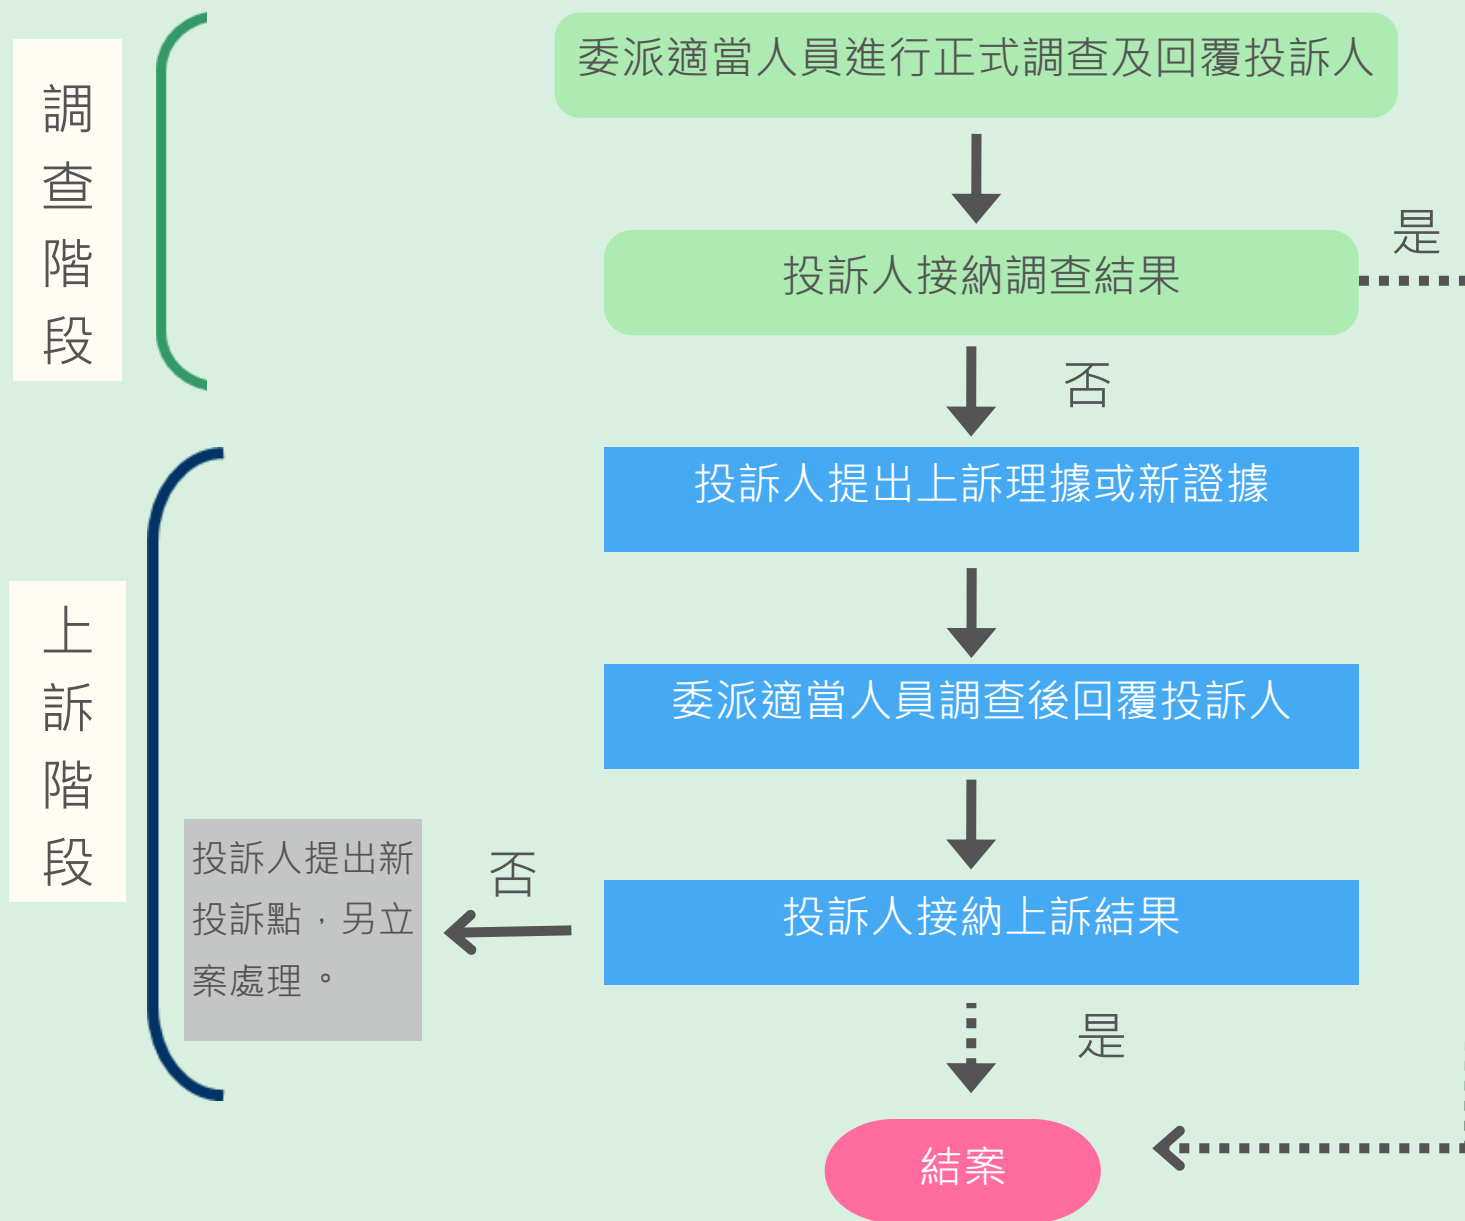 調查階段
委派適當人員進行正式調查及回覆投訴人
投訴人接納調查結果
是
否
上訴階段
投訴人提出上訴理據或新證據
委派適當人員調查後回覆投訴人
投訴人接納上訴結果
否
投訴人提出新
投訴點，另立
案處理。
是
結案